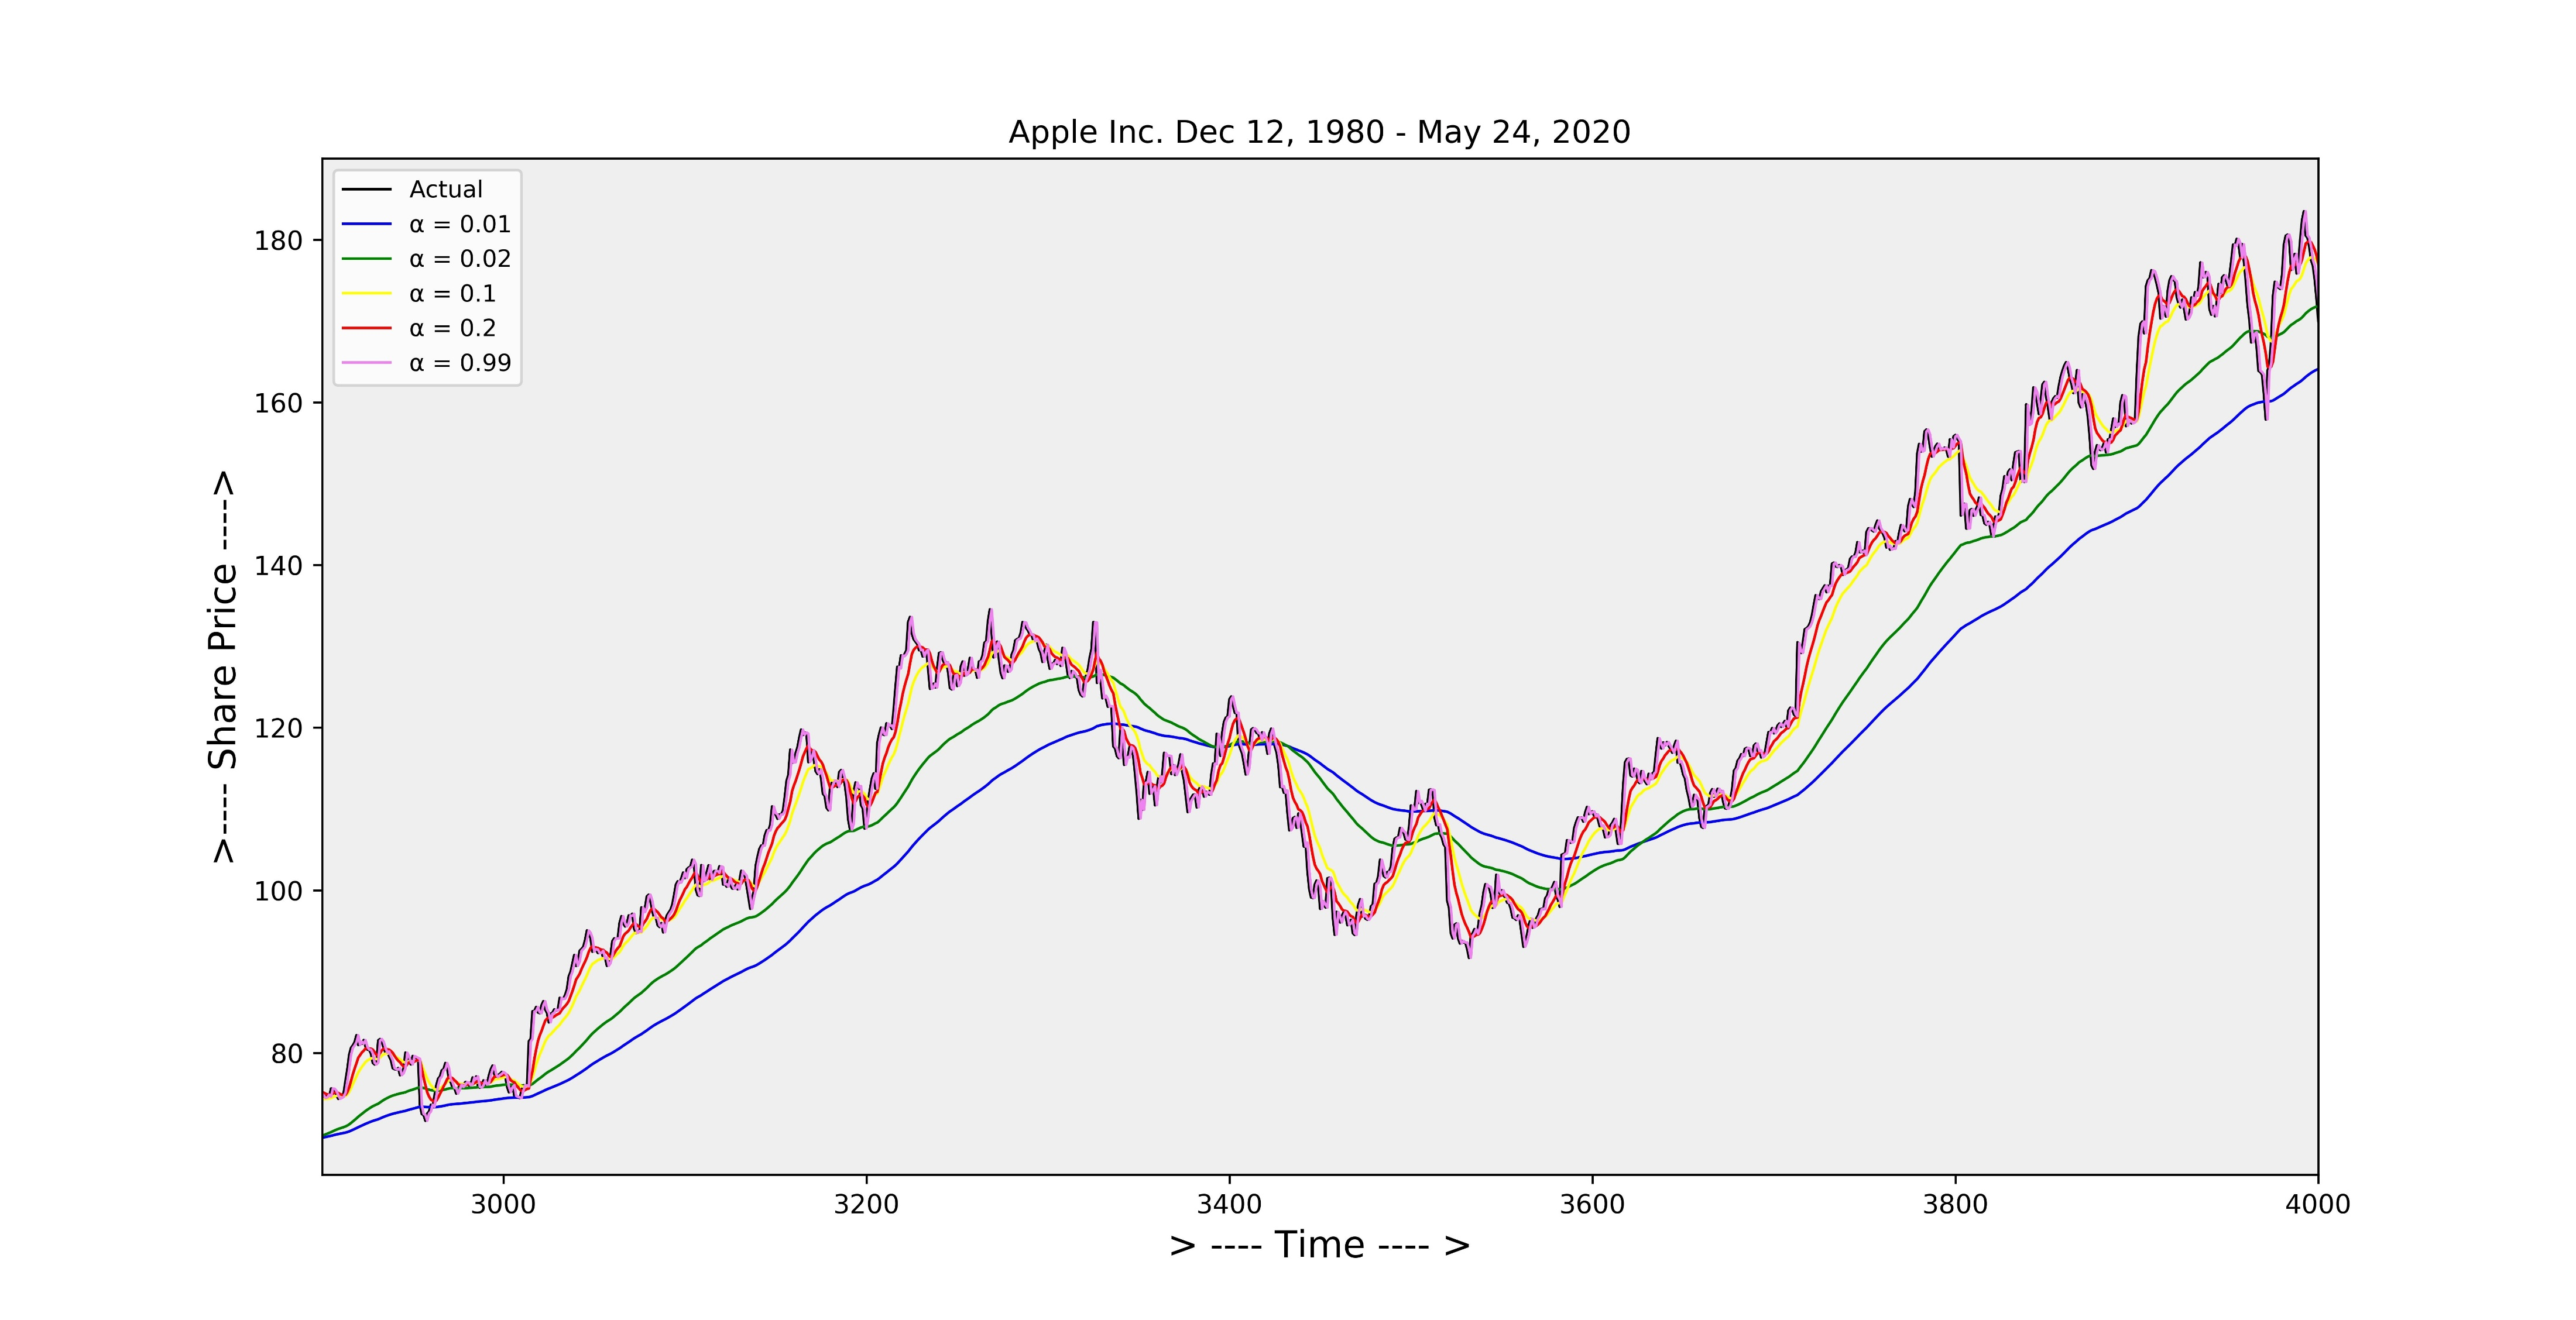 Apple Inc. Dec 12, 1980 - May 24, 2020
Actual
α = 0.01
α = 0.02
α = 0.1
α = 0.2
α = 0.99
180
160
140
120
100
80
>---- Share Price ---->
3000 3200 3400 3600 3800 4000
> ---- Time ---- >